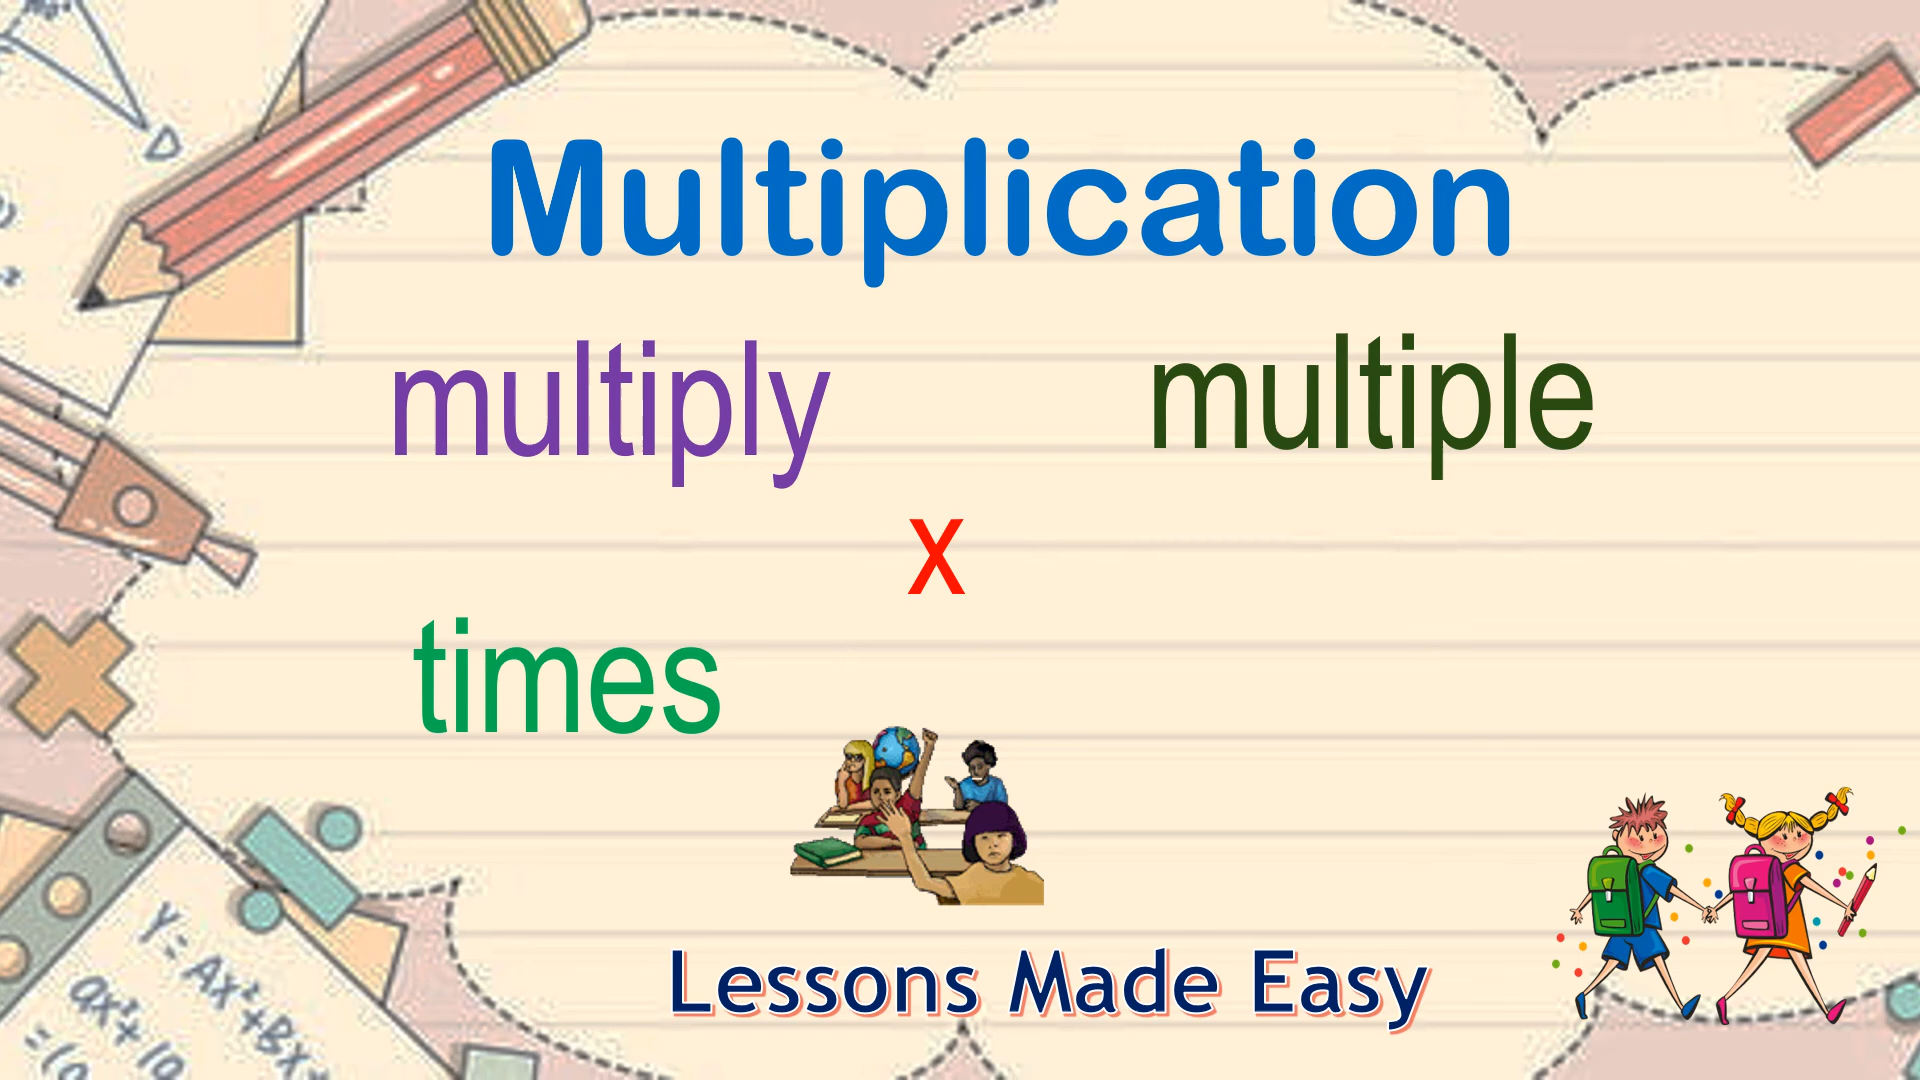 Multiplication
multiply
multiple
x
times
Lessons Made Easy